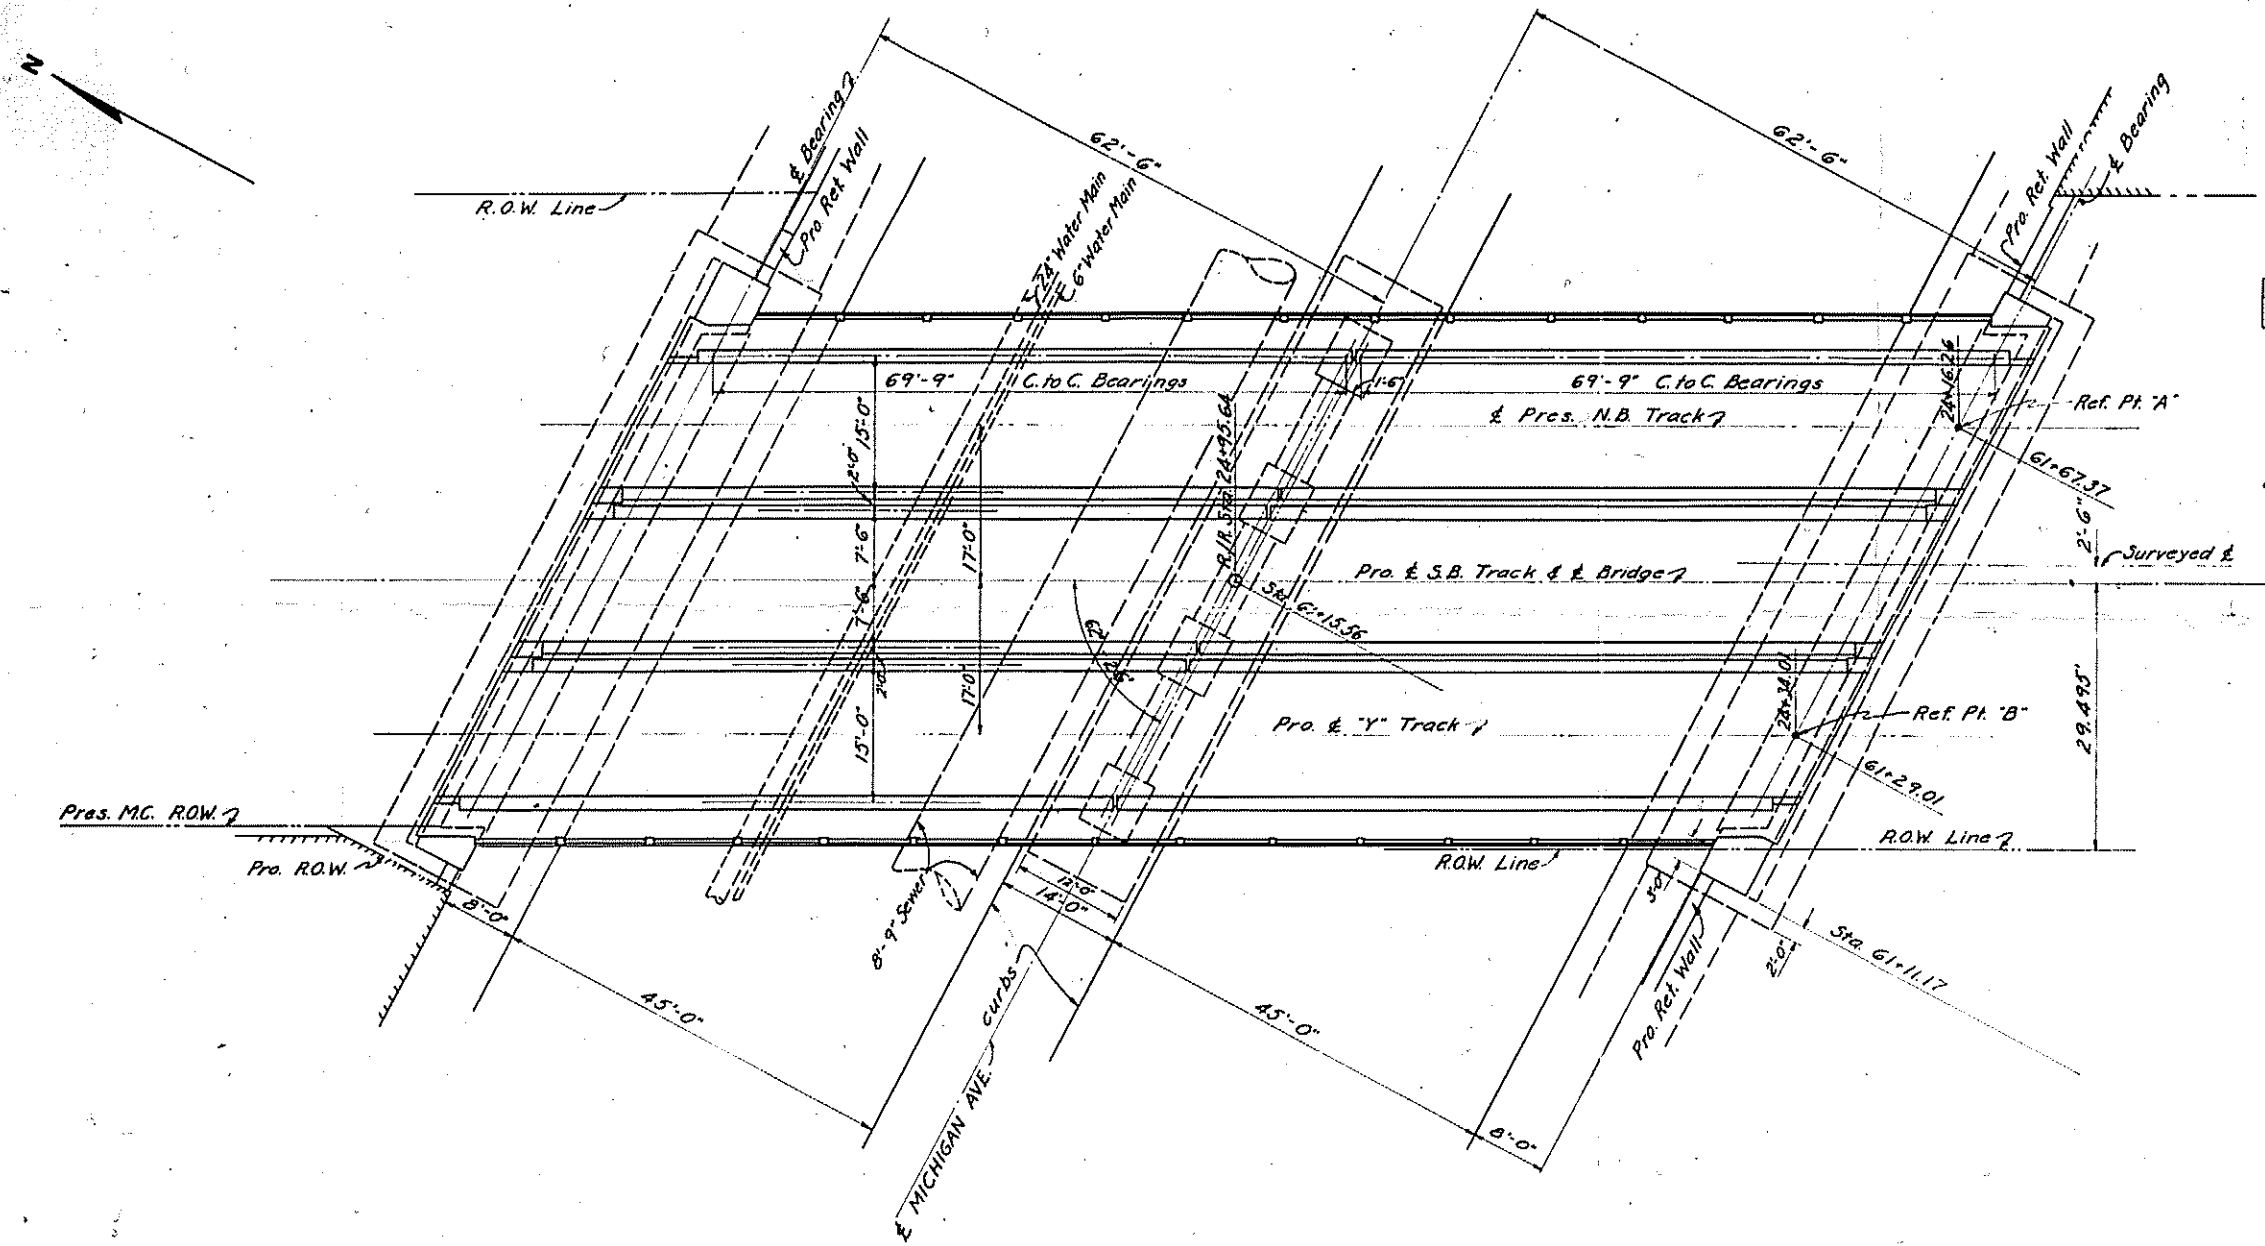 N
R.O.W. Line
℄ Bearing
Pro. Ret. Wall
62'-6"
62'-6"
Pro. Ret. Wall
℄ Bearing
℄ 24" Water Main
℄ 6" Water Main
69'-9" C. to C. Bearings
1'-6"
69'-9" C. to C. Bearings
℄ Pres. N.B. Track
24+16.26
Ref. Pt. "A"
61+67.37
15'-0"
2'-0"
7'-6"
17'-0"
R/R Sta. 24+95.64
Pro. ℄ S.B. Track & ℄ Bridge
2'-6"
Surveyed ℄
Sta. 61+15.56
7'-6"
2'-0"
17'-0"
15'-0"
Pro. ℄ "Y" Track
24+34.01
Ref. Pt. "B"
61+29.01
29.495'
Pres. M.C. R.O.W.
Pro. R.O.W.
R.O.W. Line
R.O.W. Line
8'-0"
8'-9" Sewer
12'-0"
14'-0"
3'-0"
2'-0"
Sta. 61+11.17
Pro. Ret. Wall
45'-0"
curbs
45'-0"
8'-0"
℄ MICHIGAN AVE.